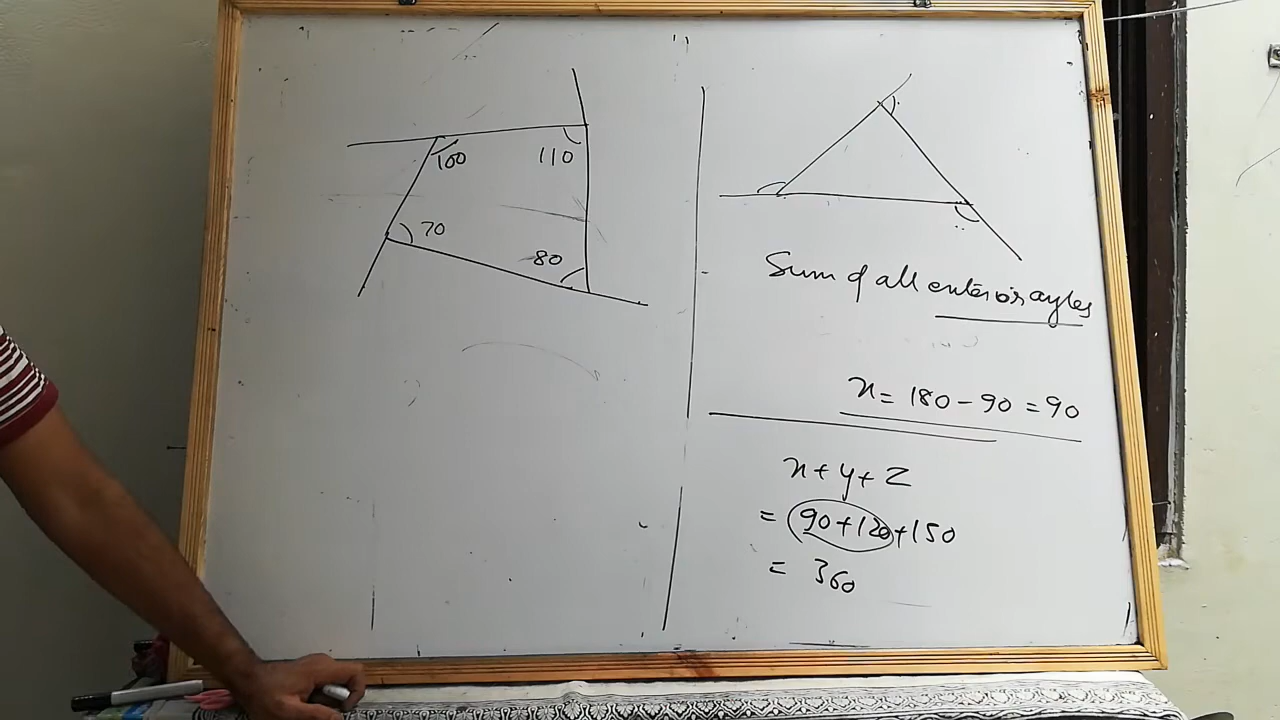 100
110
70
80
Sum of all exterior angles
x = 180 - 90 = 90
x + y + z
= 90 + 120 + 150
= 360